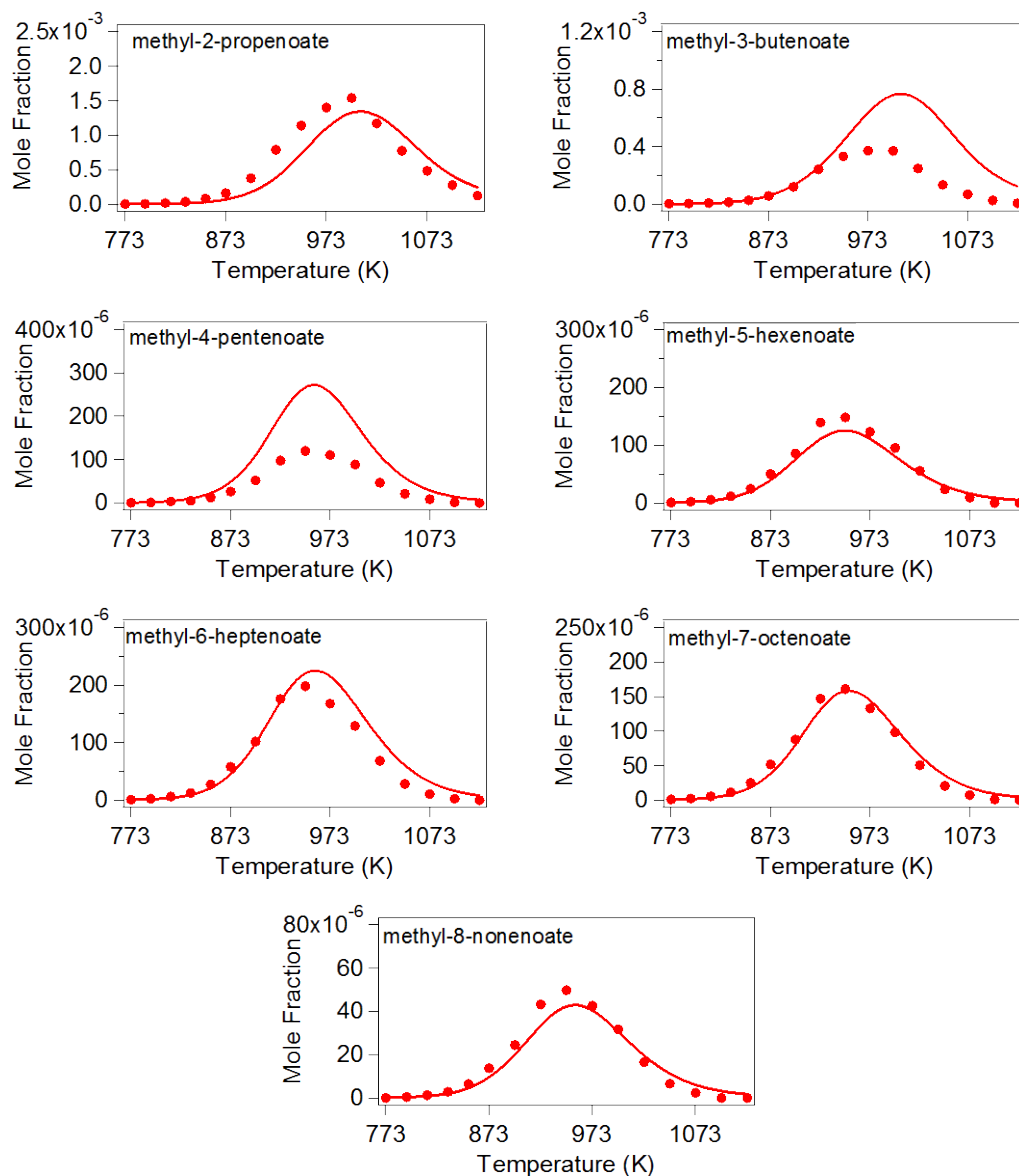 2.5x10-3
methyl-2-propenoate
2.0
1.5
1.0
0.5
0.0
Mole Fraction
773 873 973 1073
Temperature (K)
1.2x10-3
methyl-3-butenoate
0.8
0.4
0.0
Mole Fraction
773 873 973 1073
Temperature (K)
400x10-6
methyl-4-pentenoate
300
200
100
0
Mole Fraction
773 873 973 1073
Temperature (K)
300x10-6
methyl-5-hexenoate
200
100
0
Mole Fraction
773 873 973 1073
Temperature (K)
300x10-6
methyl-6-heptenoate
200
100
0
Mole Fraction
773 873 973 1073
Temperature (K)
250x10-6
methyl-7-octenoate
200
150
100
50
0
Mole Fraction
773 873 973 1073
Temperature (K)
80x10-6
methyl-8-nonenoate
60
40
20
0
Mole Fraction
773 873 973 1073
Temperature (K)